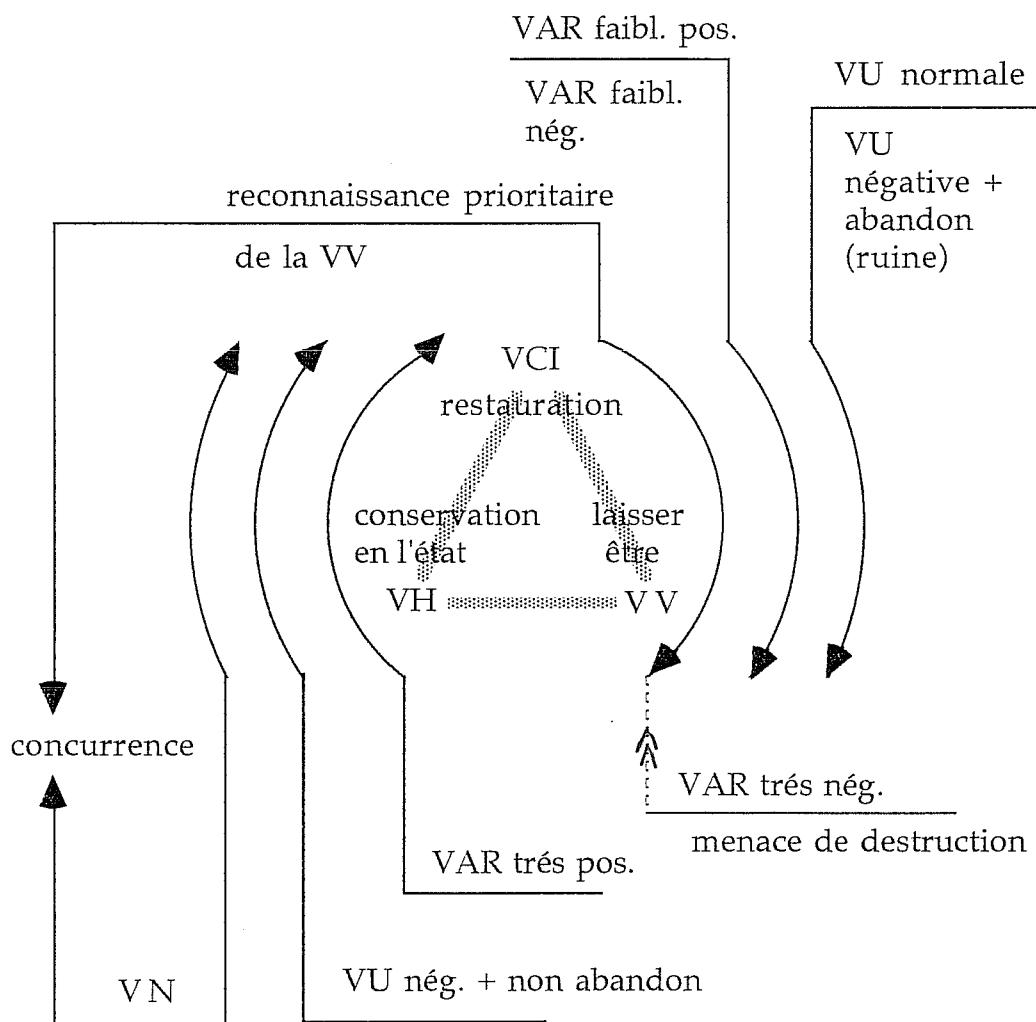 VAR faibl. pos.
VU normale
VAR faibl.
nég.
VU
négative +
abandon
(ruine)
reconnaissance prioritaire
de la VV
VCI
restauration
conservation
en l'état
laisser
être
VH
V V
concurrence
VAR trés nég.
menace de destruction
VAR trés pos.
V N
VU nég. + non abandon